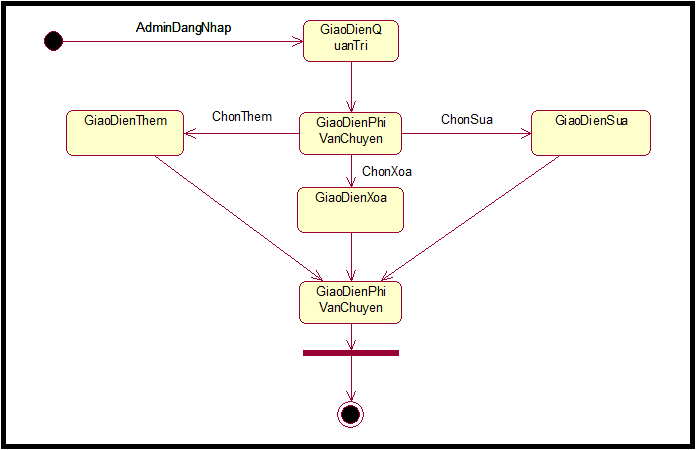 AdminDangNhap
GiaoDienQ
uanTri
GiaoDienThem
ChonThem
GiaoDienPhi
VanChuyen
ChonSua
GiaoDienSua
ChonXoa
GiaoDienXoa
GiaoDienPhi
VanChuyen